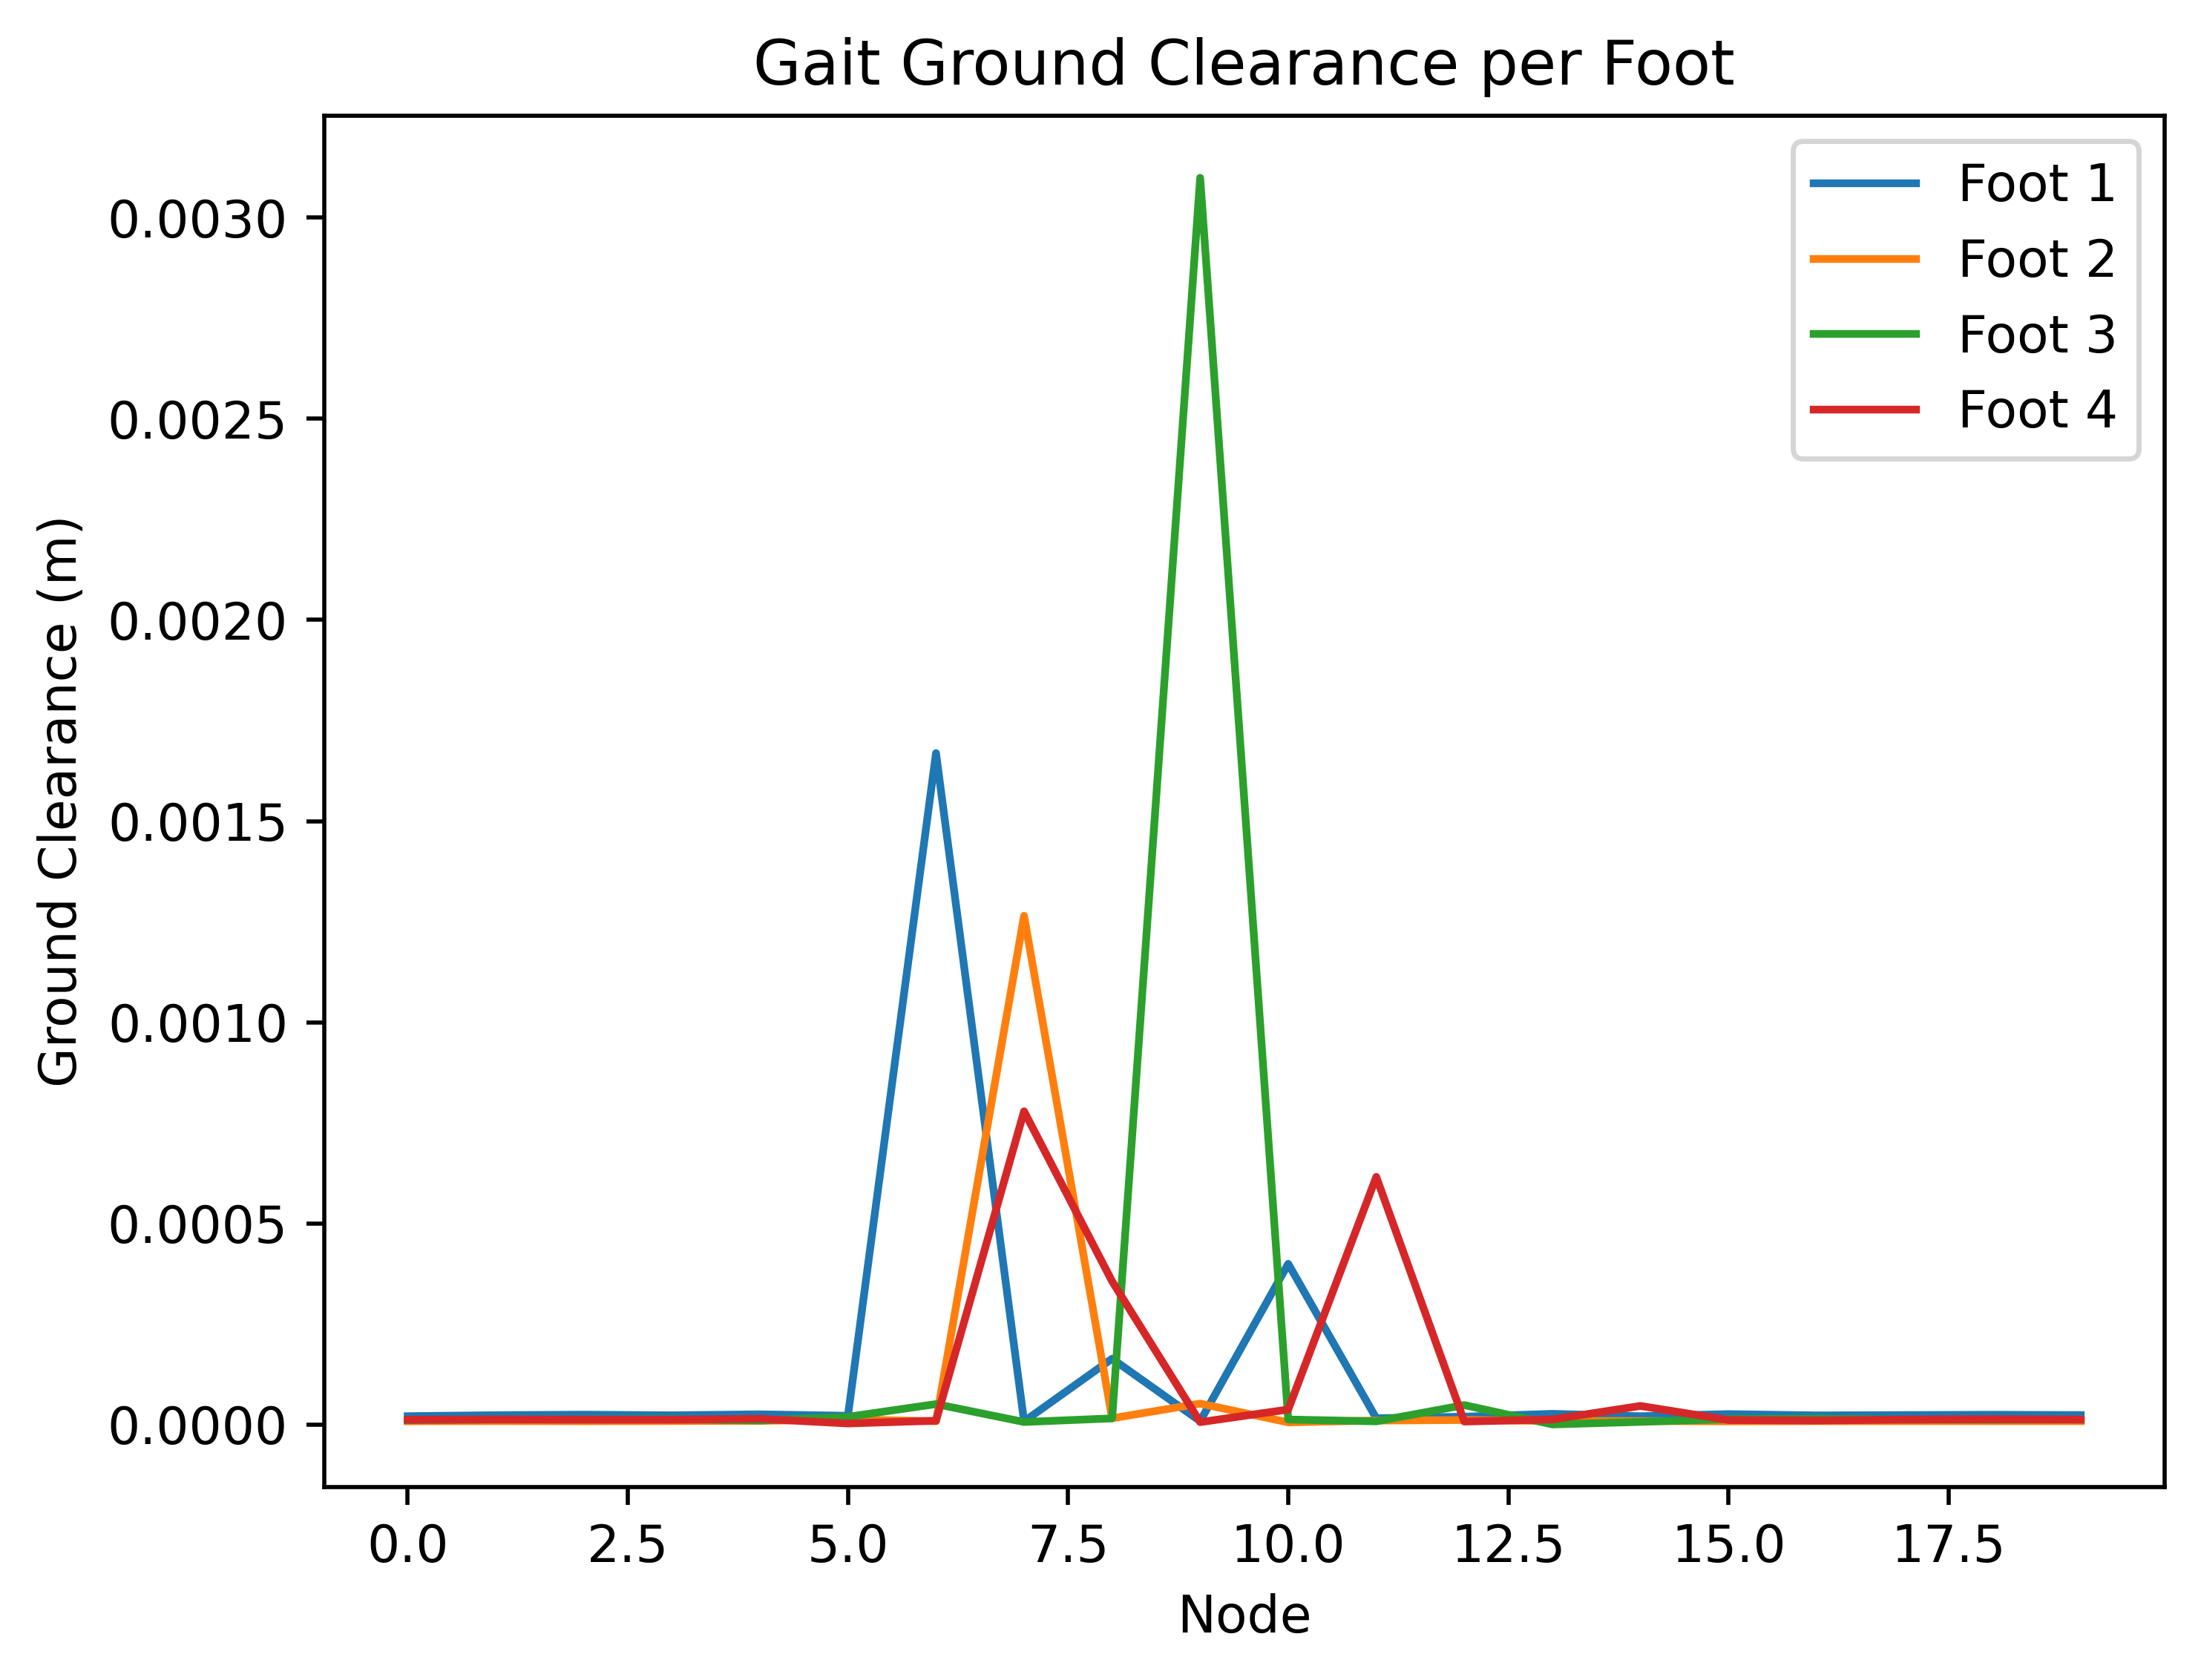 Gait Ground Clearance per Foot
Foot 1
Foot 2
Foot 3
Foot 4
Ground Clearance (m)
0.0030
0.0025
0.0020
0.0015
0.0010
0.0005
0.0000
0.0 2.5 5.0 7.5 10.0 12.5 15.0 17.5
Node